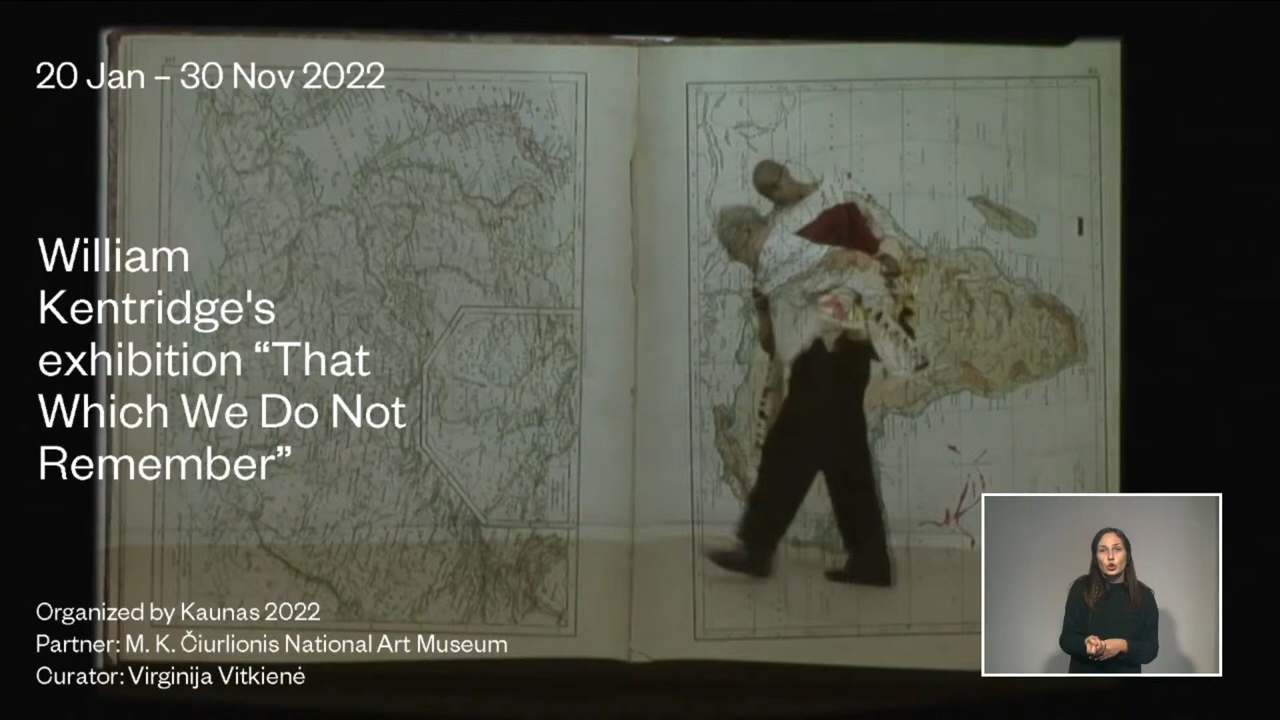 20 Jan – 30 Nov 2022
William
Kentridge's
exhibition “That
Which We Do Not
Remember”
Organized by Kaunas 2022
Partner: M. K. Čiurlionis National Art Museum
Curator: Virginija Vitkienė